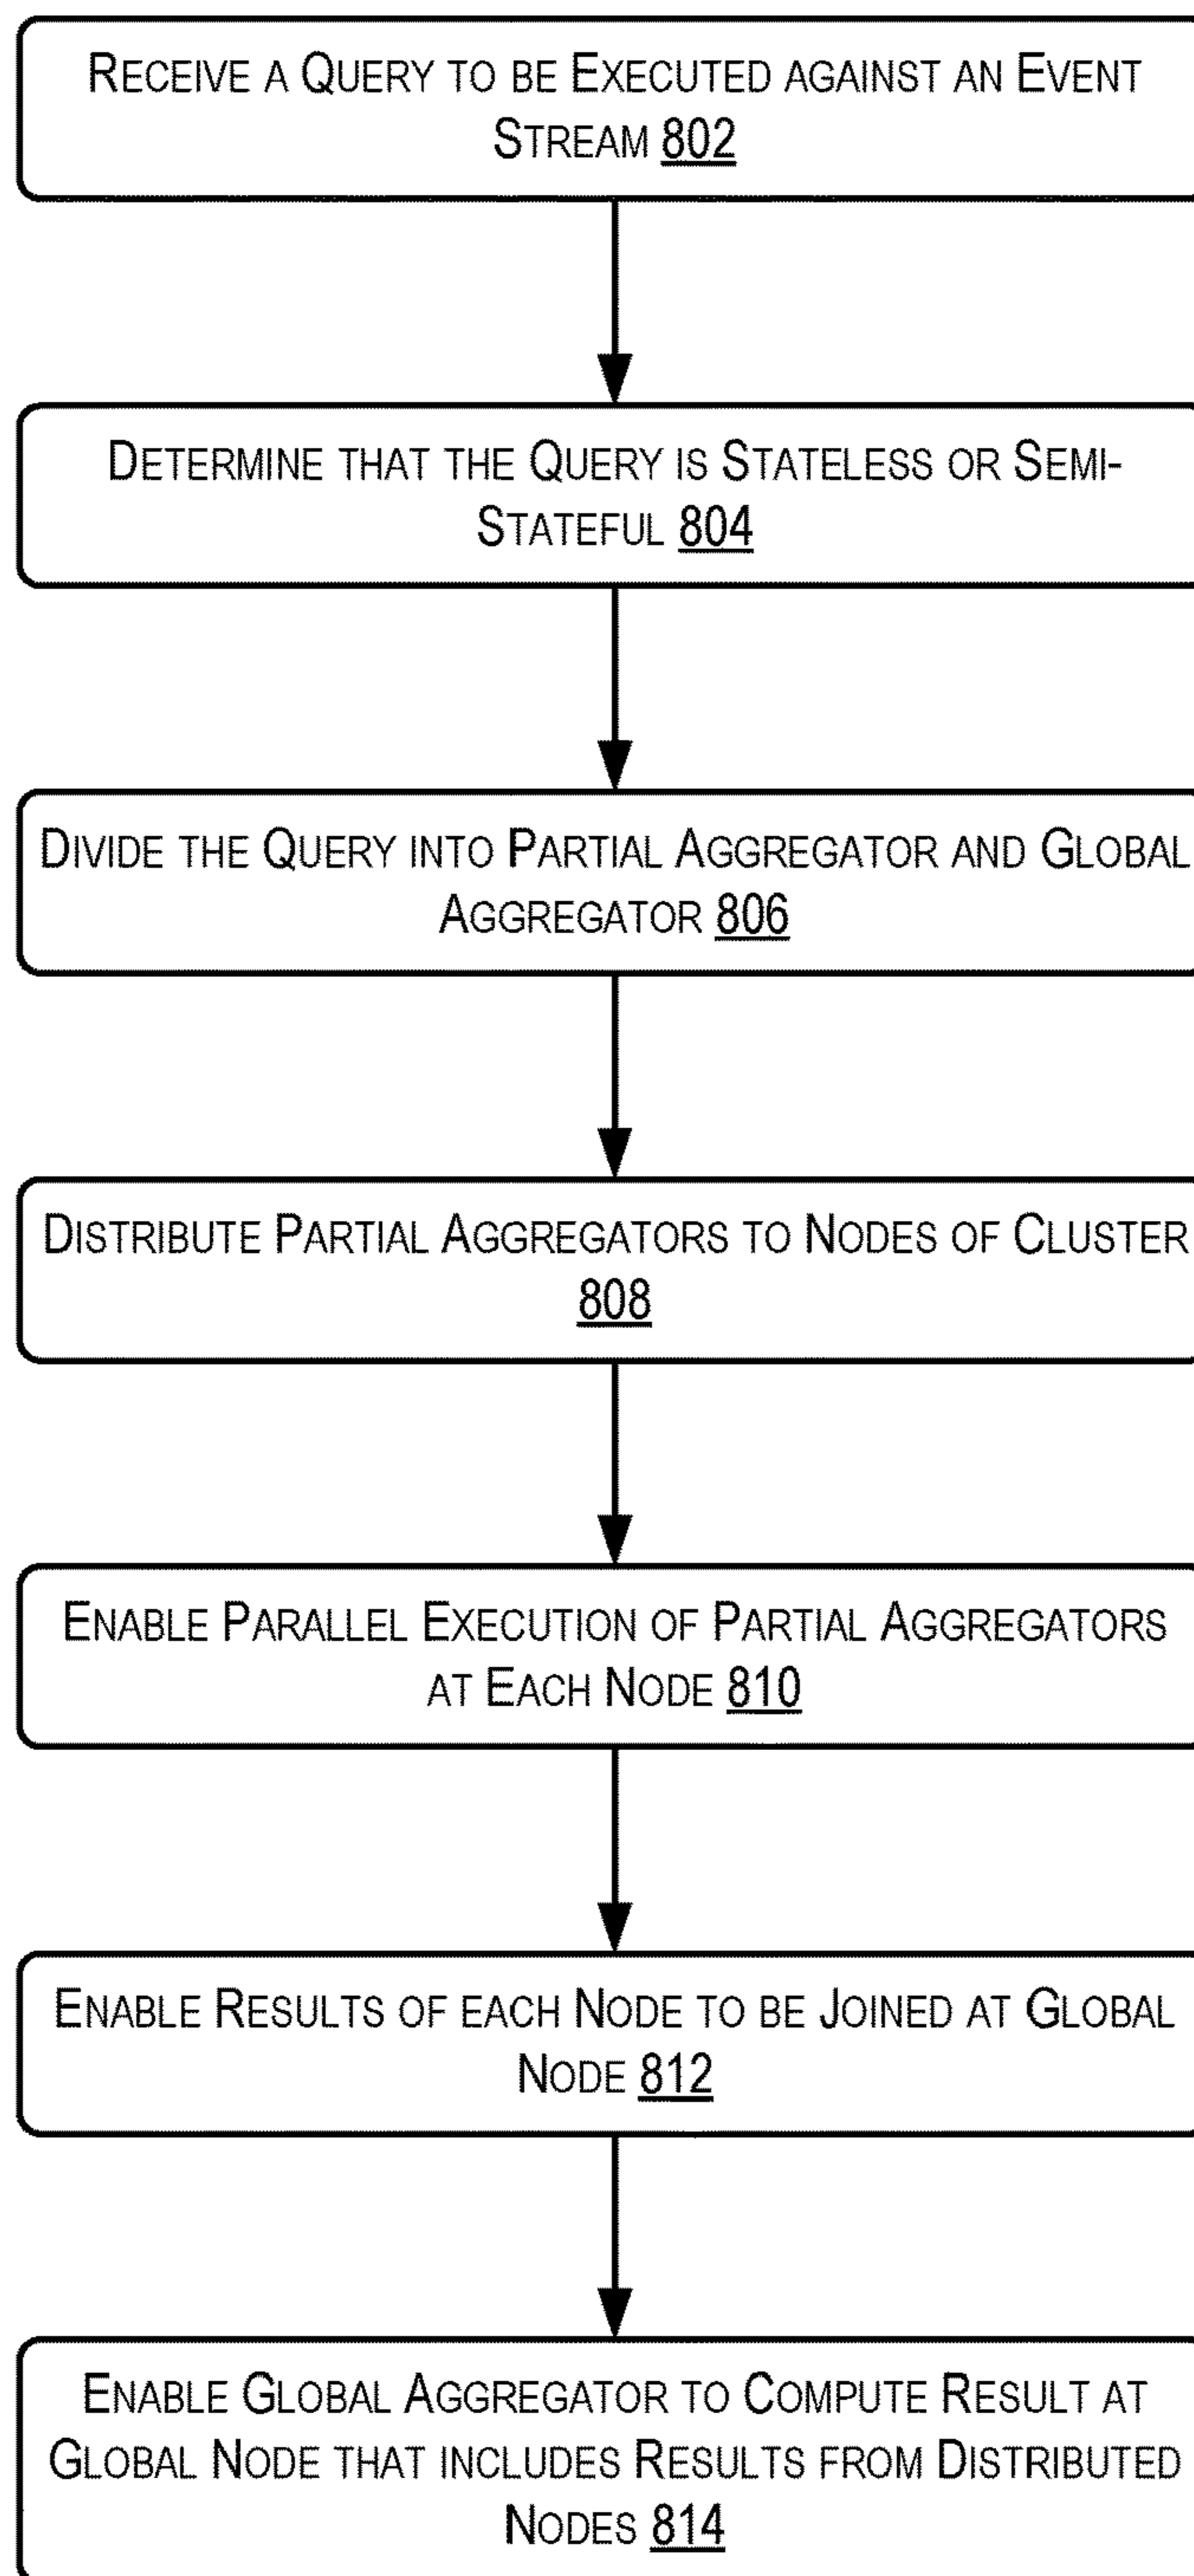 RECEIVE A QUERY TO BE EXECUTED AGAINST AN EVENT
STREAM 802
DETERMINE THAT THE QUERY IS STATELESS OR SEMI-
STATEFUL 804
DIVIDE THE QUERY INTO PARTIAL AGGREGATOR AND GLOBAL
AGGREGATOR 806
DISTRIBUTE PARTIAL AGGREGATORS TO NODES OF CLUSTER
808
ENABLE PARALLEL EXECUTION OF PARTIAL AGGREGATORS
AT EACH NODE 810
ENABLE RESULTS OF EACH NODE TO BE JOINED AT GLOBAL
NODE 812
ENABLE GLOBAL AGGREGATOR TO COMPUTE RESULT AT
GLOBAL NODE THAT INCLUDES RESULTS FROM DISTRIBUTED
NODES 814